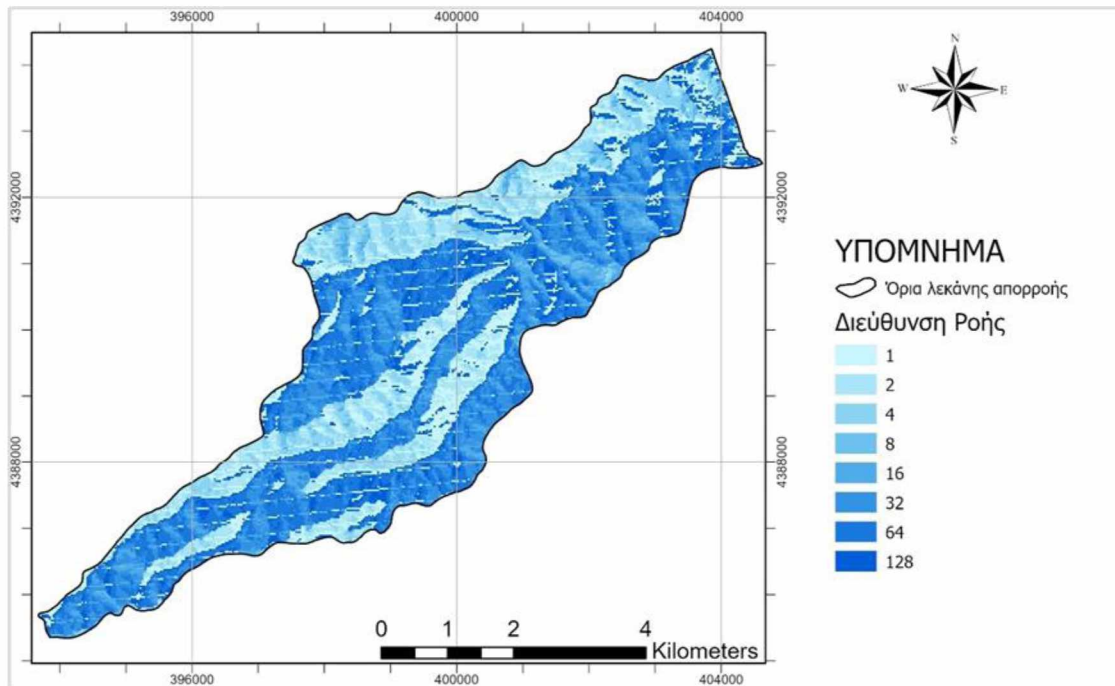 396000 400000 404000
N
W E
S
4392000 4392000
4388000 4388000
ΥΠΟΜΝΗΜΑ
Όρια λεκάνης απορροής
Διεύθυνση Ροής
1
2
4
8
16
32
64
128
0 1 2 4
Kilometers
396000 400000 404000